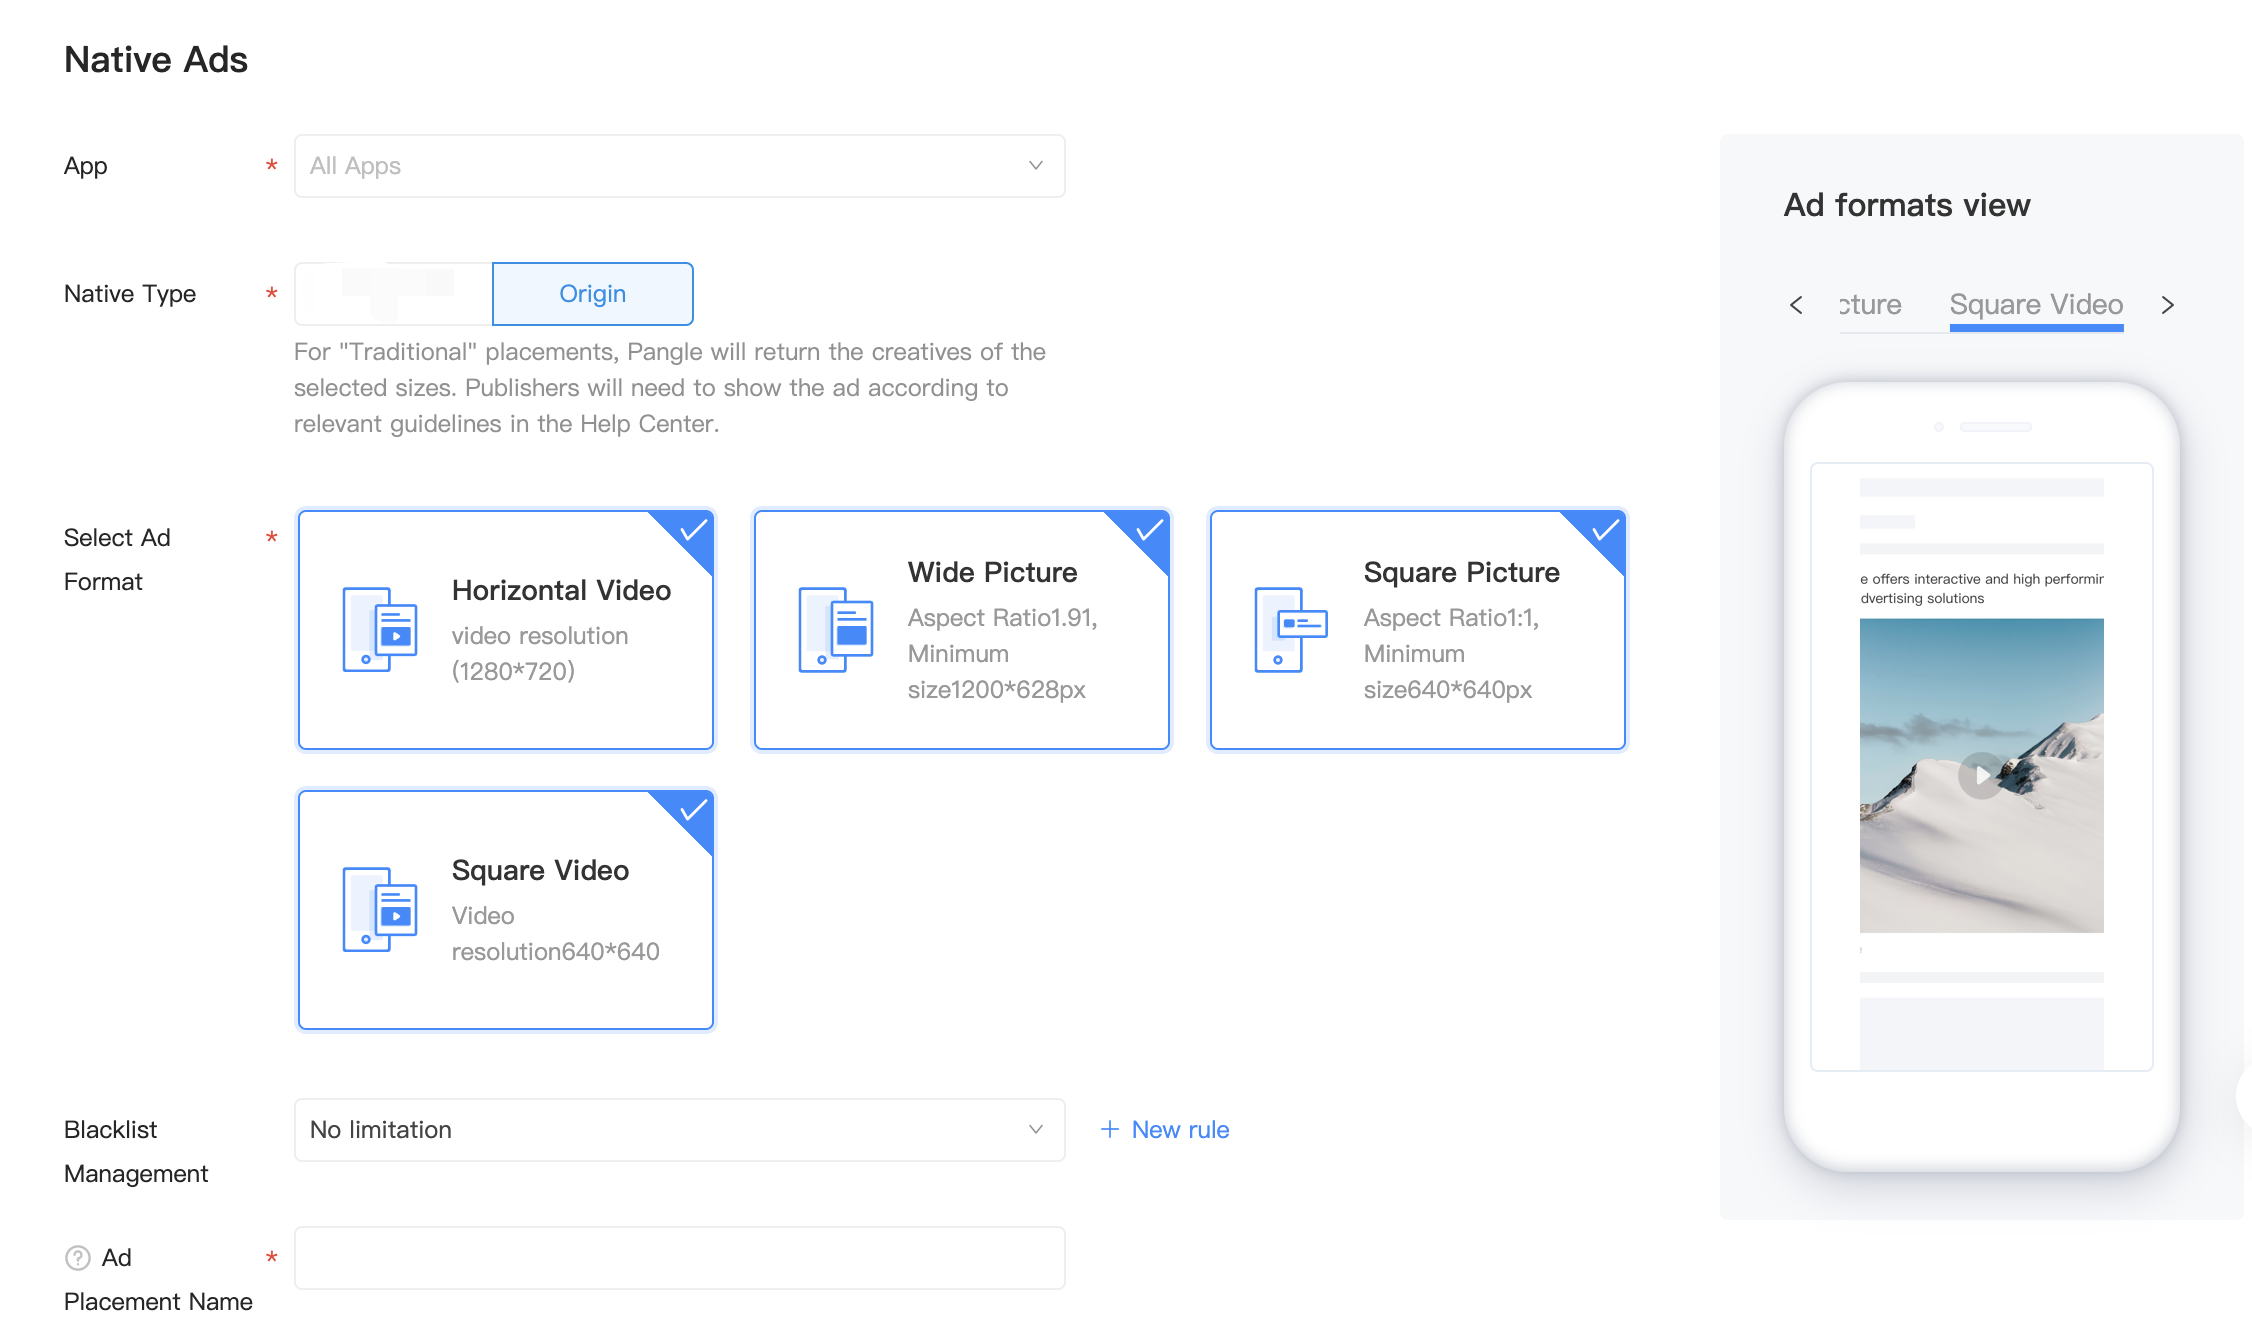 Native Ads
App *
All Apps
Native Type *
Origin
For "Traditional" placements, Pangle will return the creatives of the
selected sizes. Publishers will need to show the ad according to
relevant guidelines in the Help Center.
Select Ad *
Format
Horizontal Video
video resolution
(1280*720)
Wide Picture
Aspect Ratio1.91,
Minimum
size1200*628px
Square Picture
Aspect Ratio1:1,
Minimum
size640*640px
Square Video
Video
resolution640*640
Blacklist
Management
No limitation
+ New rule
? Ad *
Placement Name
Ad formats view
< cture Square Video >
e offers interactive and high performin
dvertising solutions